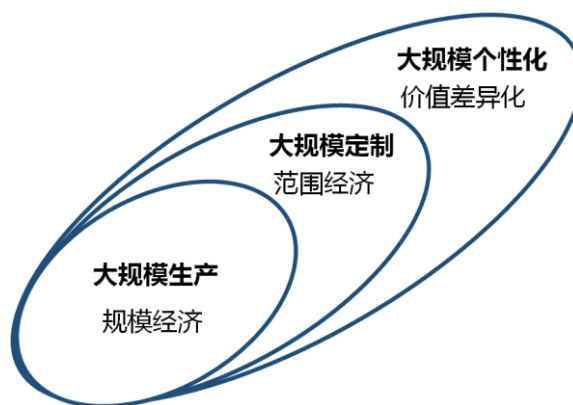 大规模个性化
价值差异化
大规模定制
范围经济
大规模生产
规模经济